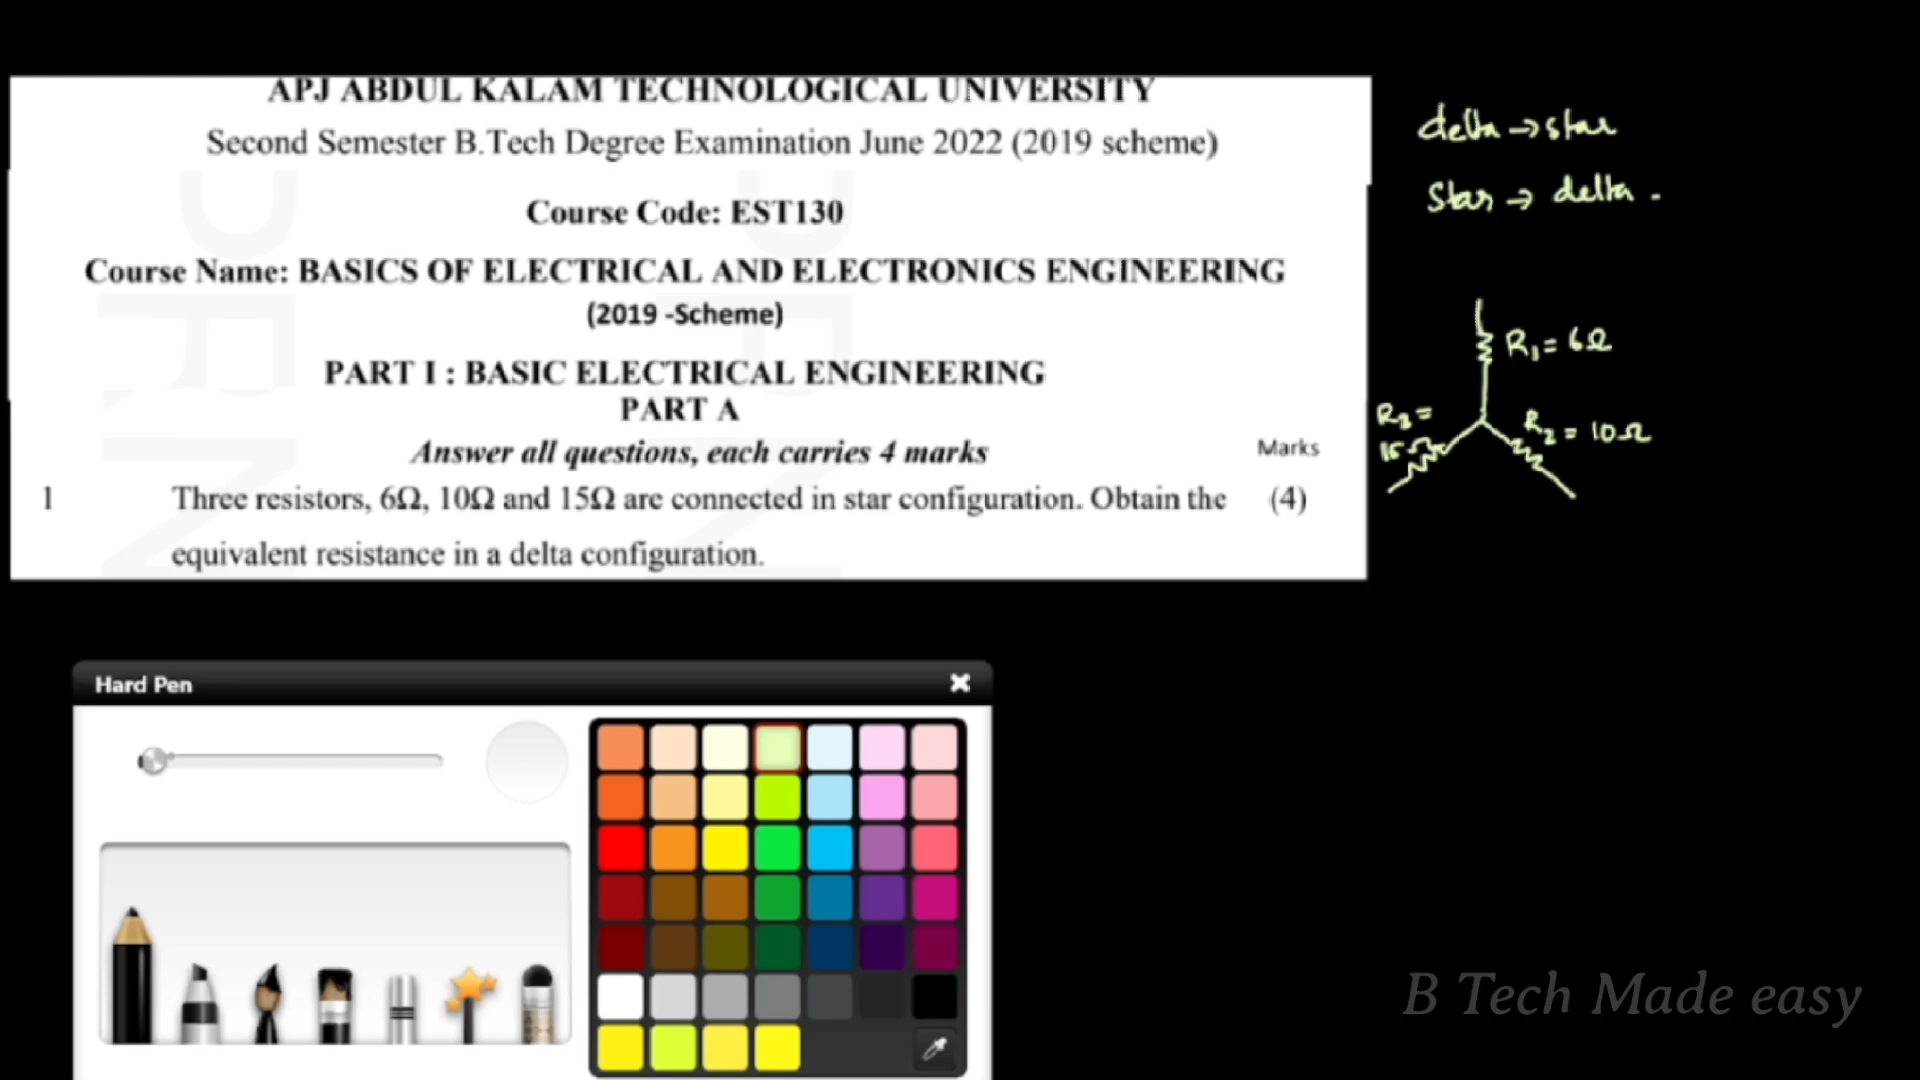 APJ ABDUL KALAM TECHNOLOGICAL UNIVERSITY
Second Semester B.Tech Degree Examination June 2022 (2019 scheme)
Course Code: EST130
Course Name: BASICS OF ELECTRICAL AND ELECTRONICS ENGINEERING
(2019 -Scheme)
PART I : BASIC ELECTRICAL ENGINEERING
PART A
Answer all questions, each carries 4 marks Marks
1 Three resistors, 6Ω, 10Ω and 15Ω are connected in star configuration. Obtain the (4)
equivalent resistance in a delta configuration.
delta → star
Star → delta .
R₁ = 6Ω
R₃ =
15Ω
R₂ = 10Ω
Hard Pen
B Tech Made easy